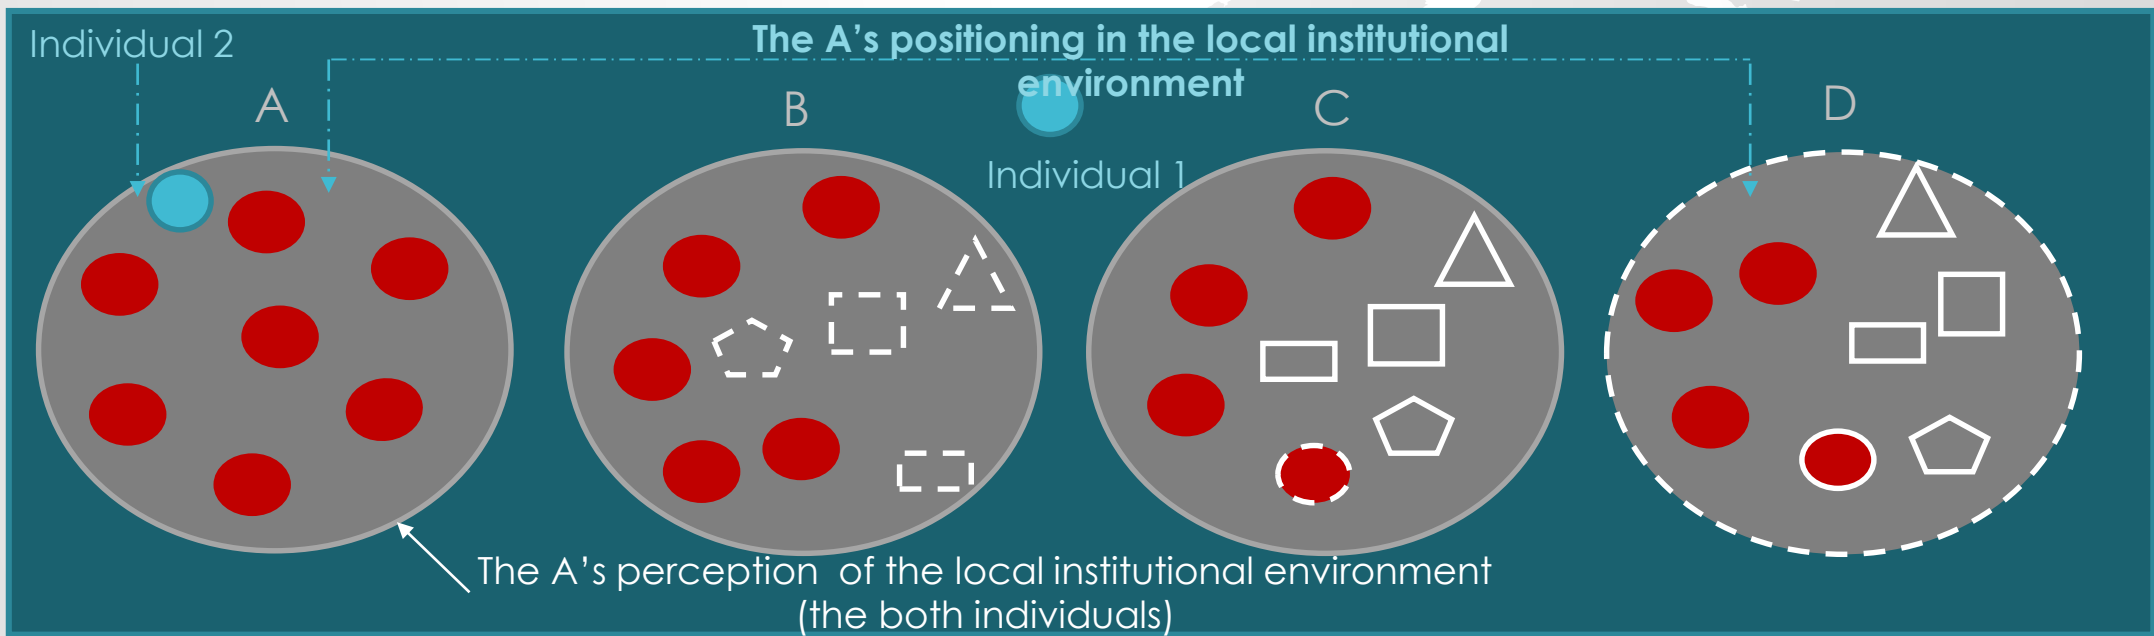 Individual 2
The A's positioning in the local institutional
environment
A
B
C
D
Individual 1
The A's perception of the local institutional environment
(the both individuals)